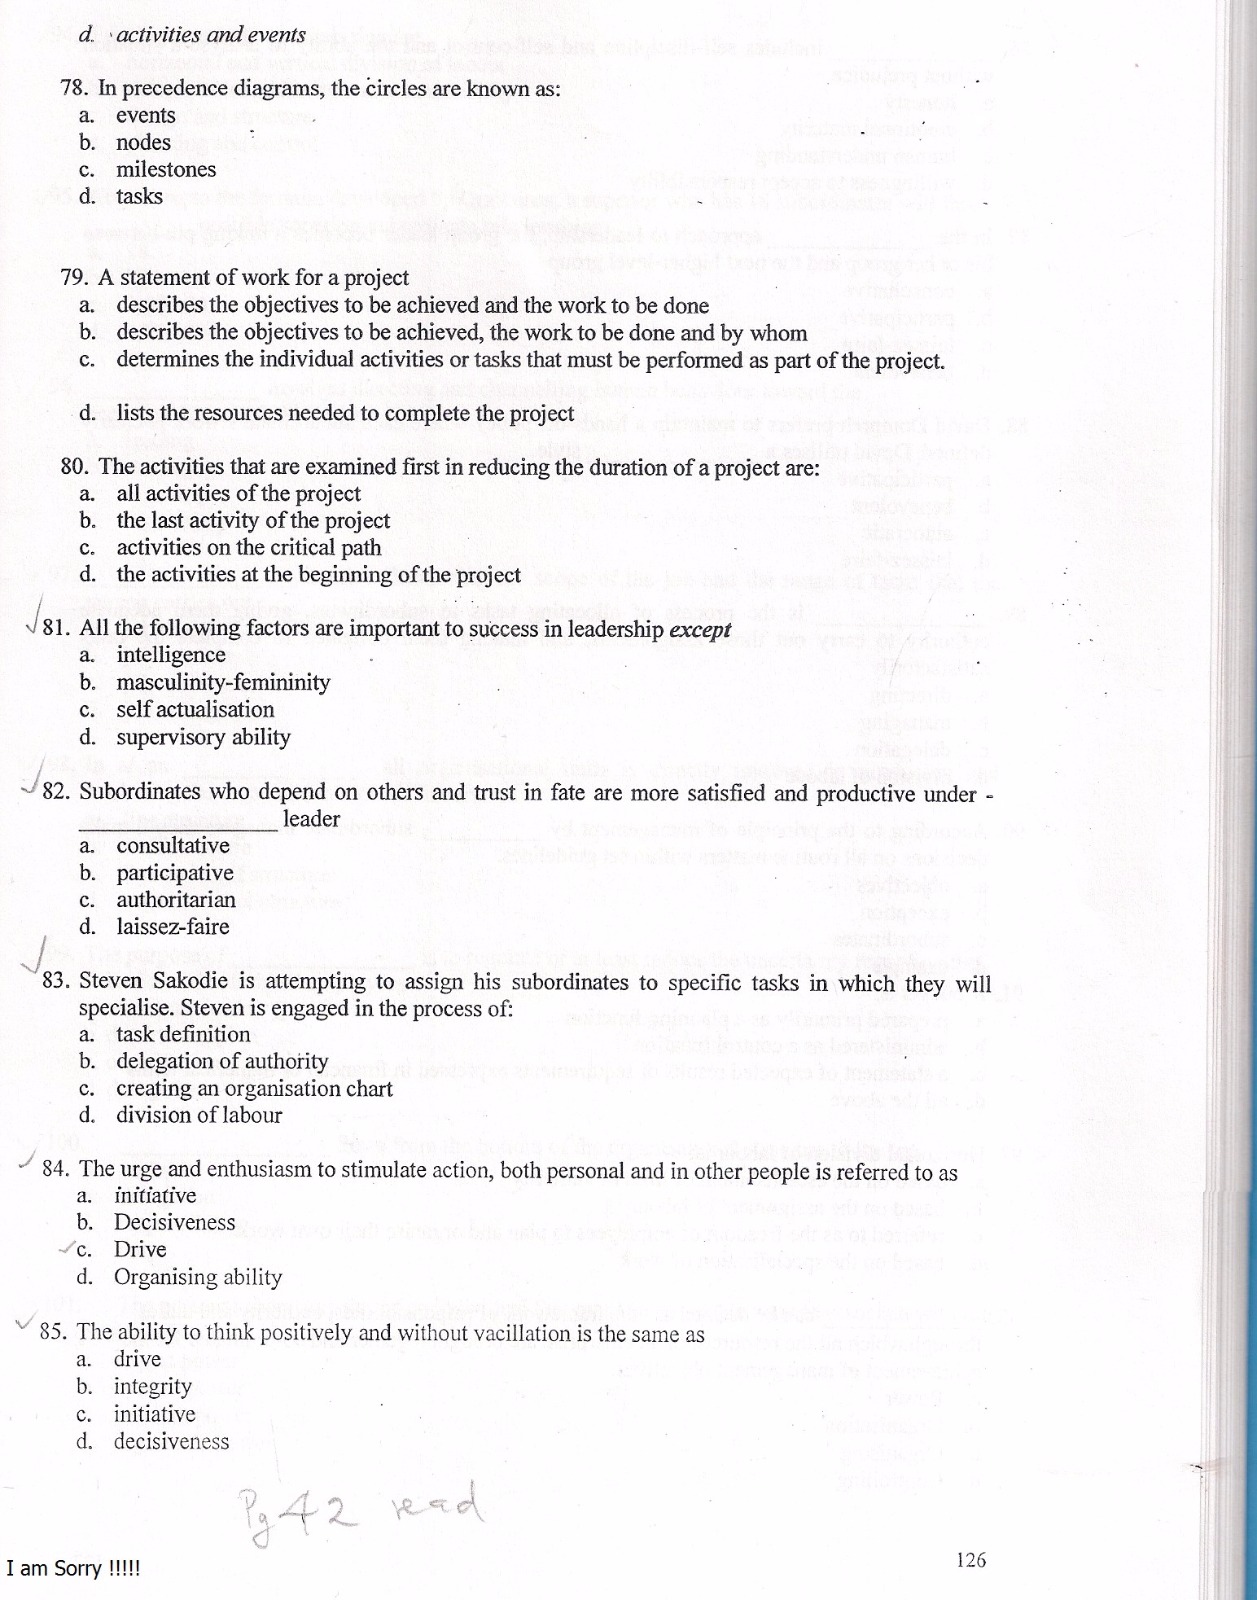 d. activities and events
78. In precedence diagrams, the circles are known as:
a. events
b. nodes
c. milestones
d. tasks
79. A statement of work for a project
a. describes the objectives to be achieved and the work to be done
b. describes the objectives to be achieved, the work to be done and by whom
c. determines the individual activities or tasks that must be performed as part of the project.
d. lists the resources needed to complete the project
80. The activities that are examined first in reducing the duration of a project are:
a. all activities of the project
b. the last activity of the project
c. activities on the critical path
d. the activities at the beginning of the project
81. All the following factors are important to success in leadership except
a. intelligence
b. masculinity-femininity
c. self actualisation
d. supervisory ability
82. Subordinates who depend on others and trust in fate are more satisfied and productive under -
____________________ leader
a. consultative
b. participative
c. authoritarian
d. laissez-faire
83. Steven Sakodie is attempting to assign his subordinates to specific tasks in which they will
specialise. Steven is engaged in the process of:
a. task definition
b. delegation of authority
c. creating an organisation chart
d. division of labour
84. The urge and enthusiasm to stimulate action, both personal and in other people is referred to as
a. initiative
b. Decisiveness
c. Drive
d. Organising ability
85. The ability to think positively and without vacillation is the same as
a. drive
b. integrity
c. initiative
d. decisiveness
Pg 42 read
126
I am Sorry !!!!!